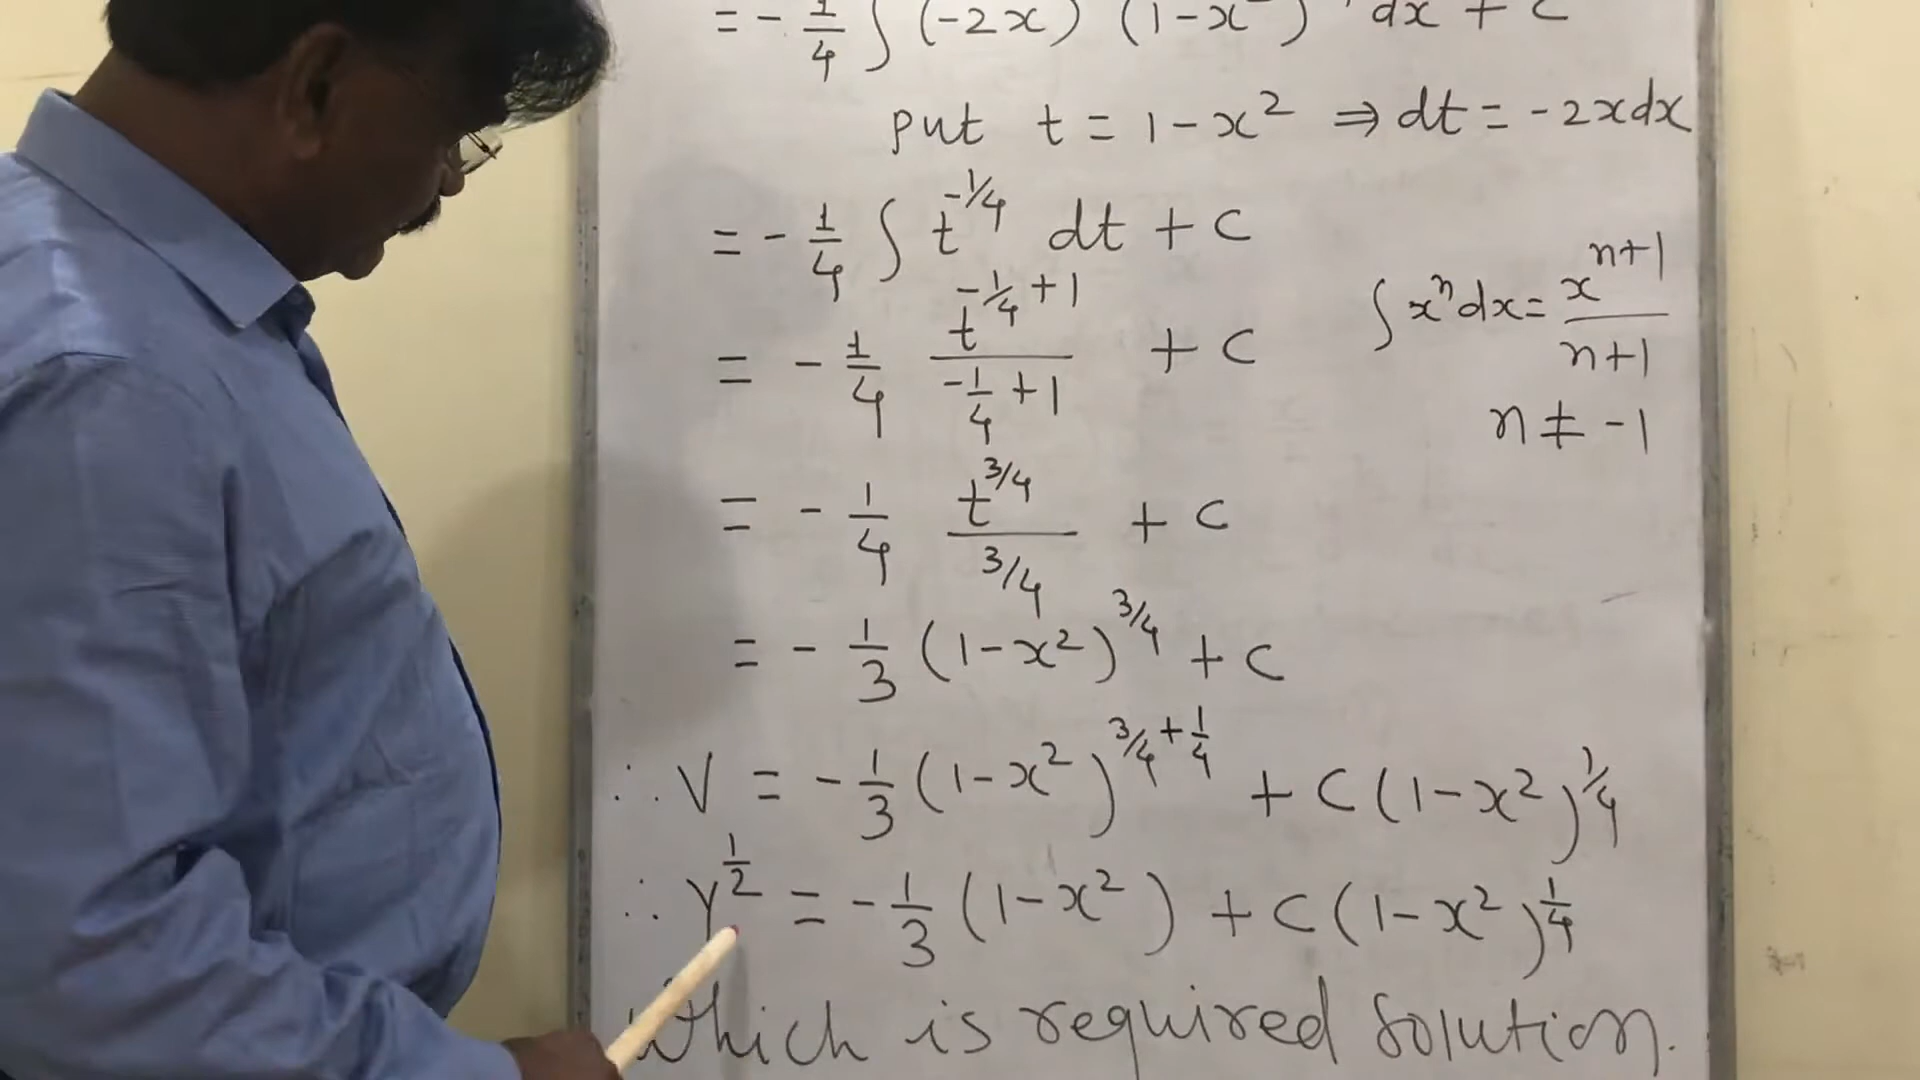 = - 1/4 ∫ (-2x) (1-x²) dx + C
put t = 1-x² ⇒ dt = -2xdx
= - 1/4 ∫ t^(-1/4) dt + C
= - 1/4 t^(-1/4+1)/(-1/4+1) + C
∫ xⁿ dx = x^(n+1)/(n+1)
n ≠ -1
= - 1/4 t^(3/4)/(3/4) + C
= - 1/3 (1-x²)^(3/4) + C
∴ V = - 1/3 (1-x²)^(3/4+1/4) + C (1-x²)^(1/4)
∴ y^(1/2) = - 1/3 (1-x²) + C (1-x²)^(1/4)
Which is required solution.